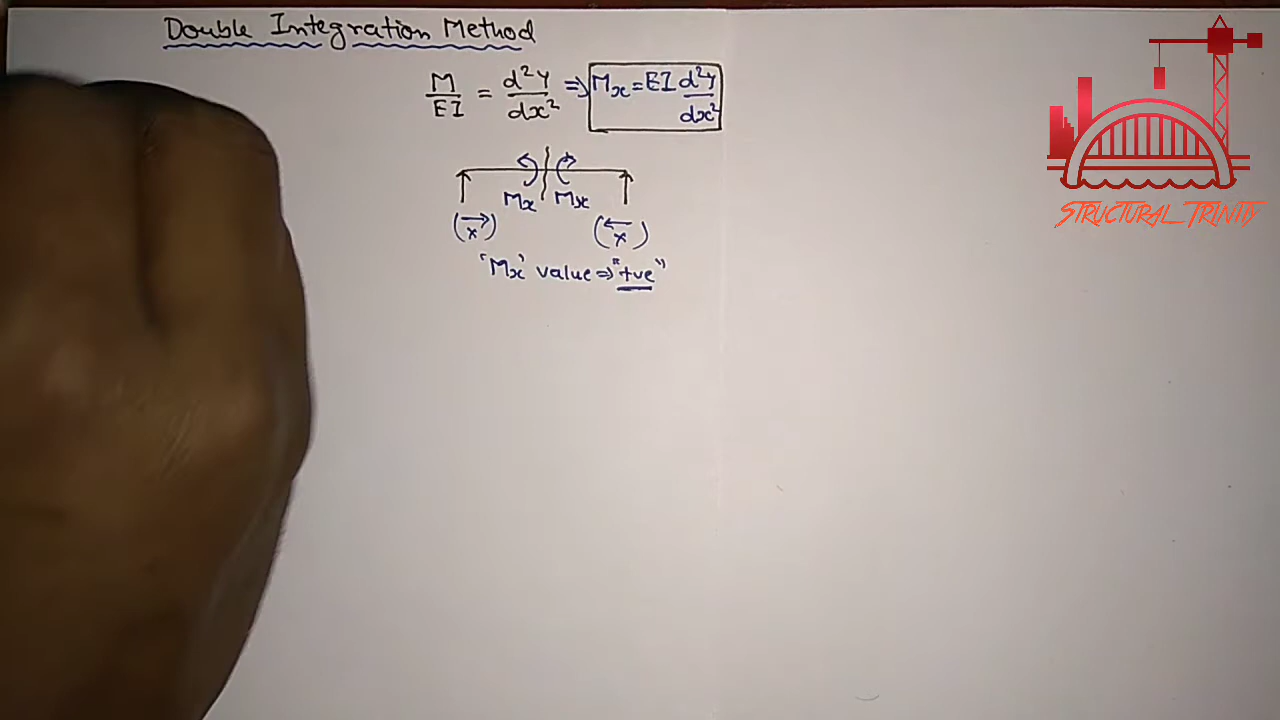 Double Integration Method
M/EI = d²y/dx² ⇒ Mx = EI d²y/dx²
Mx Mx
(→x) (←x)
'Mx' value ⇒ "+ve"
STRUCTURAL_TRINITY